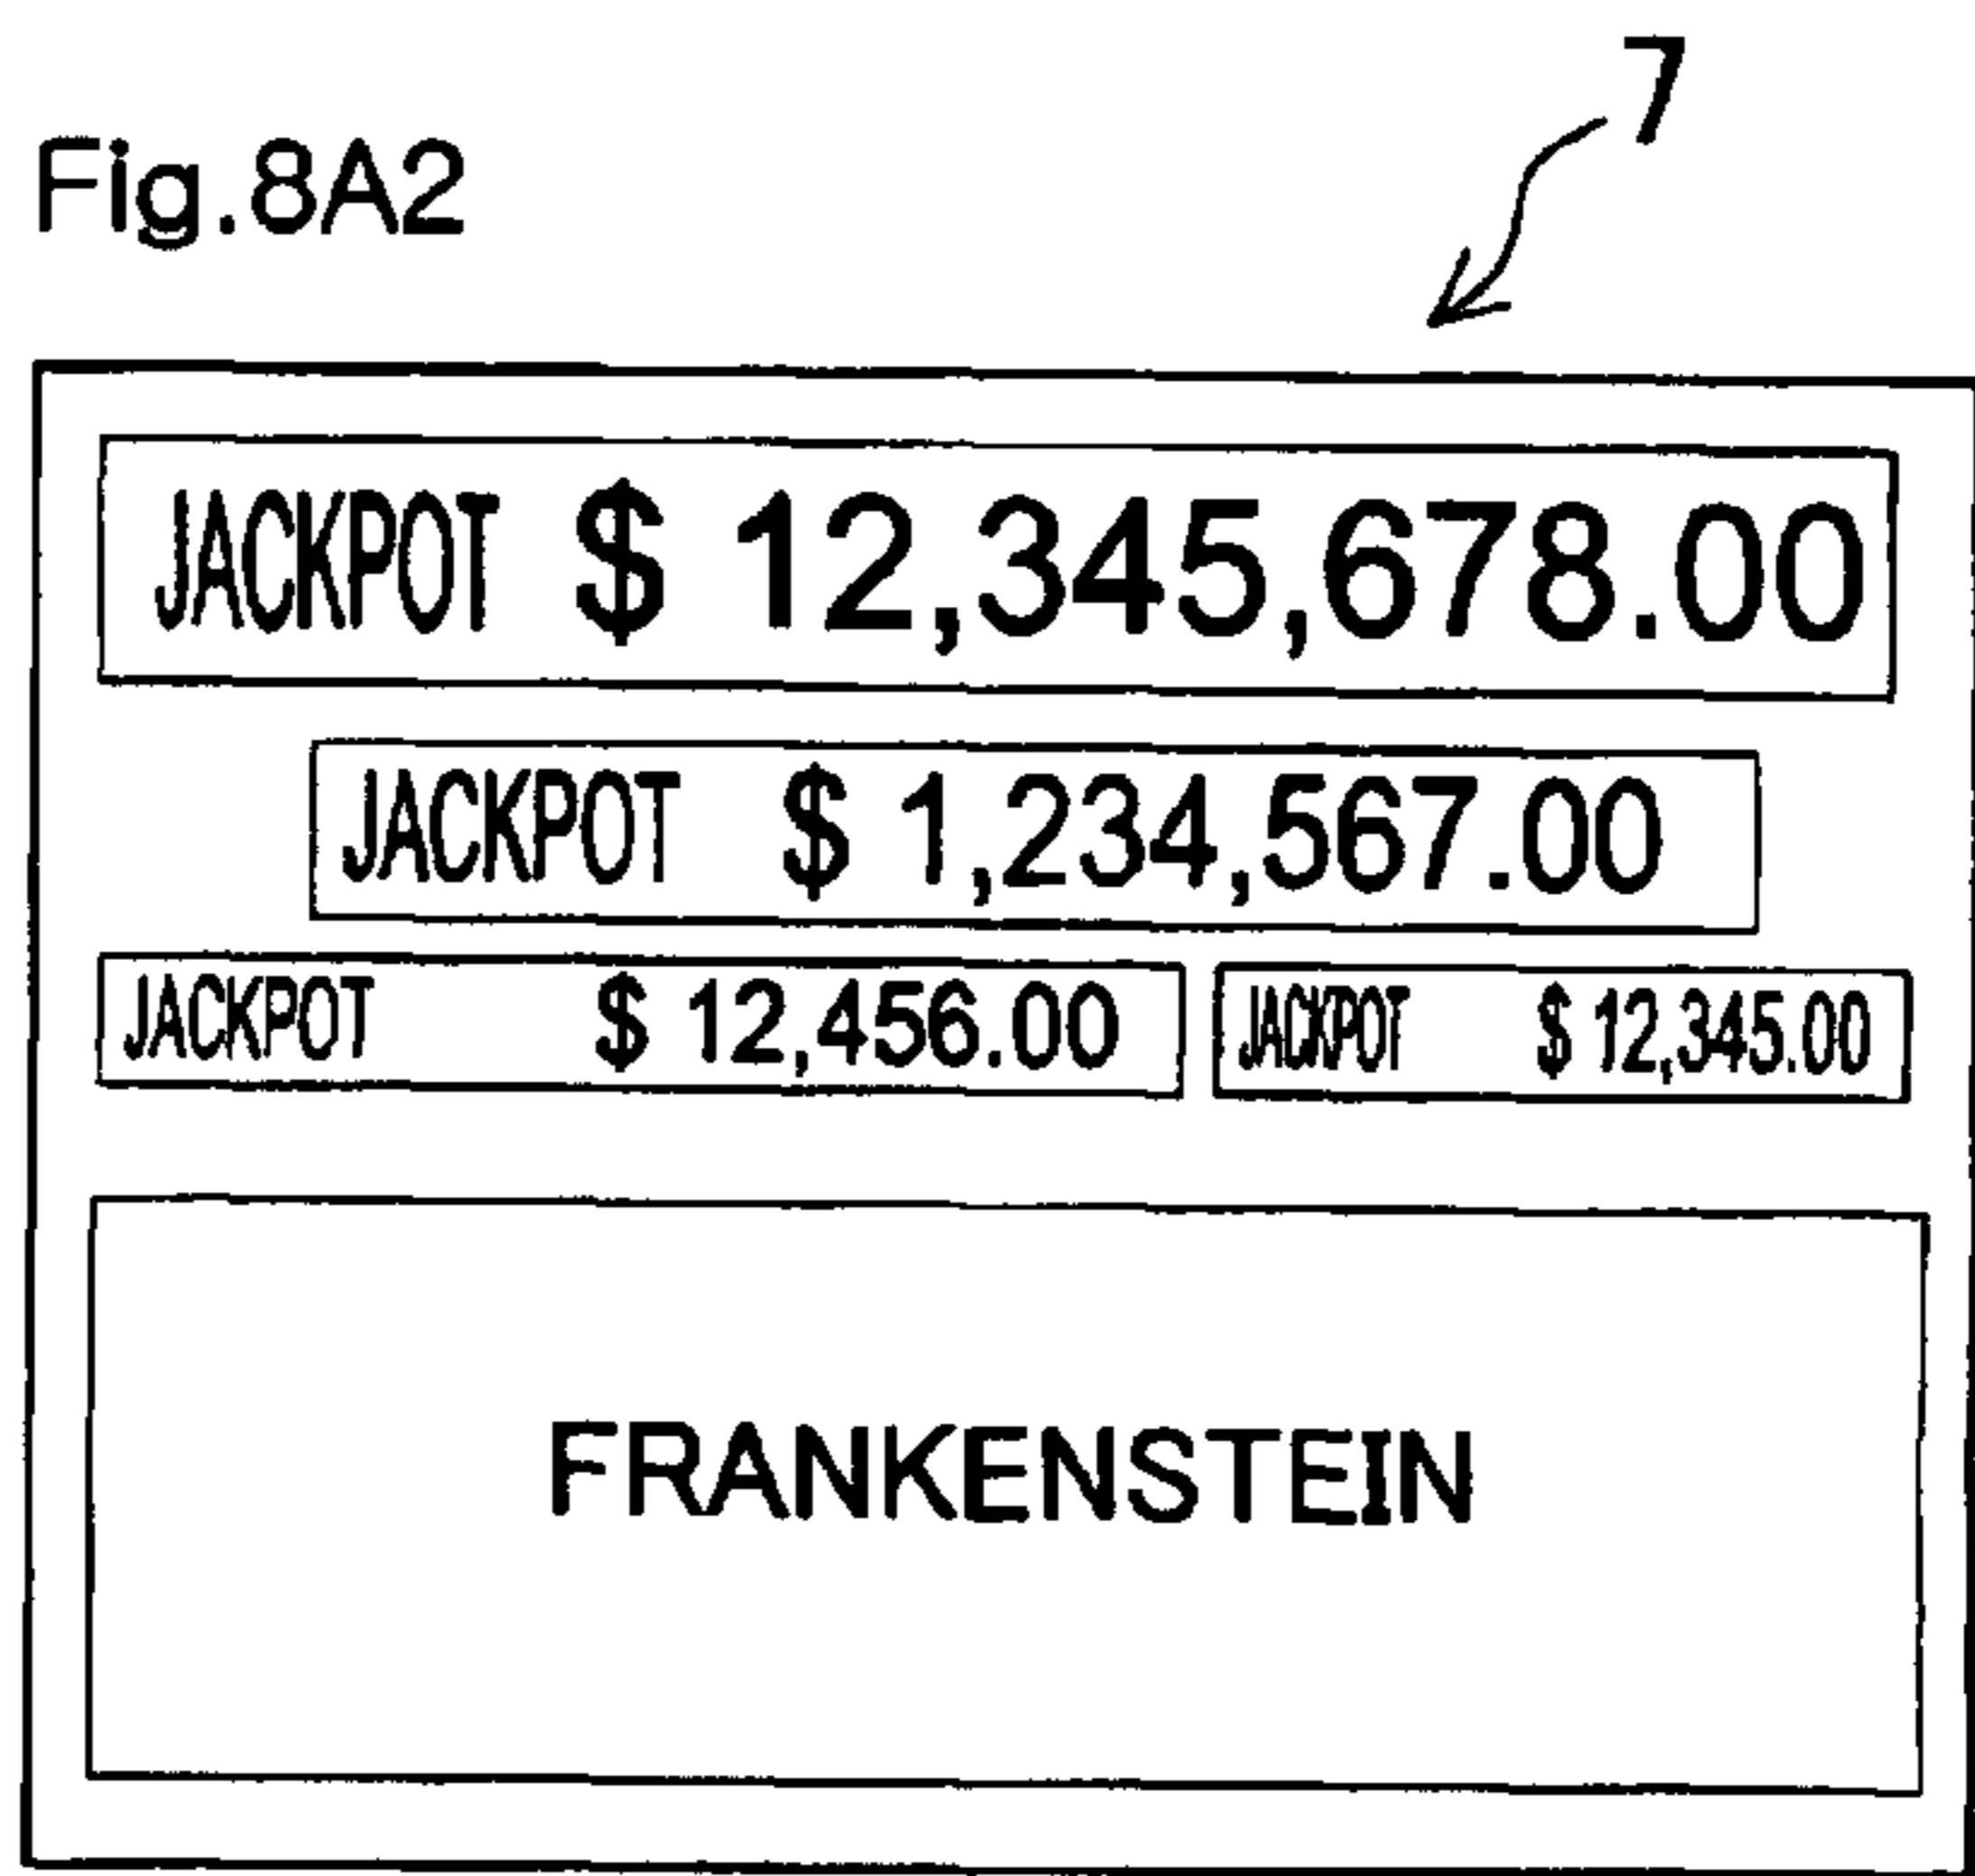 7
Fig.8A2
JACKPOT $ 12,345,678.00
JACKPOT $ 1,234,567.00
JACKPOT $ 12,456.00
JACKPOT $ 12,345.00
FRANKENSTEIN